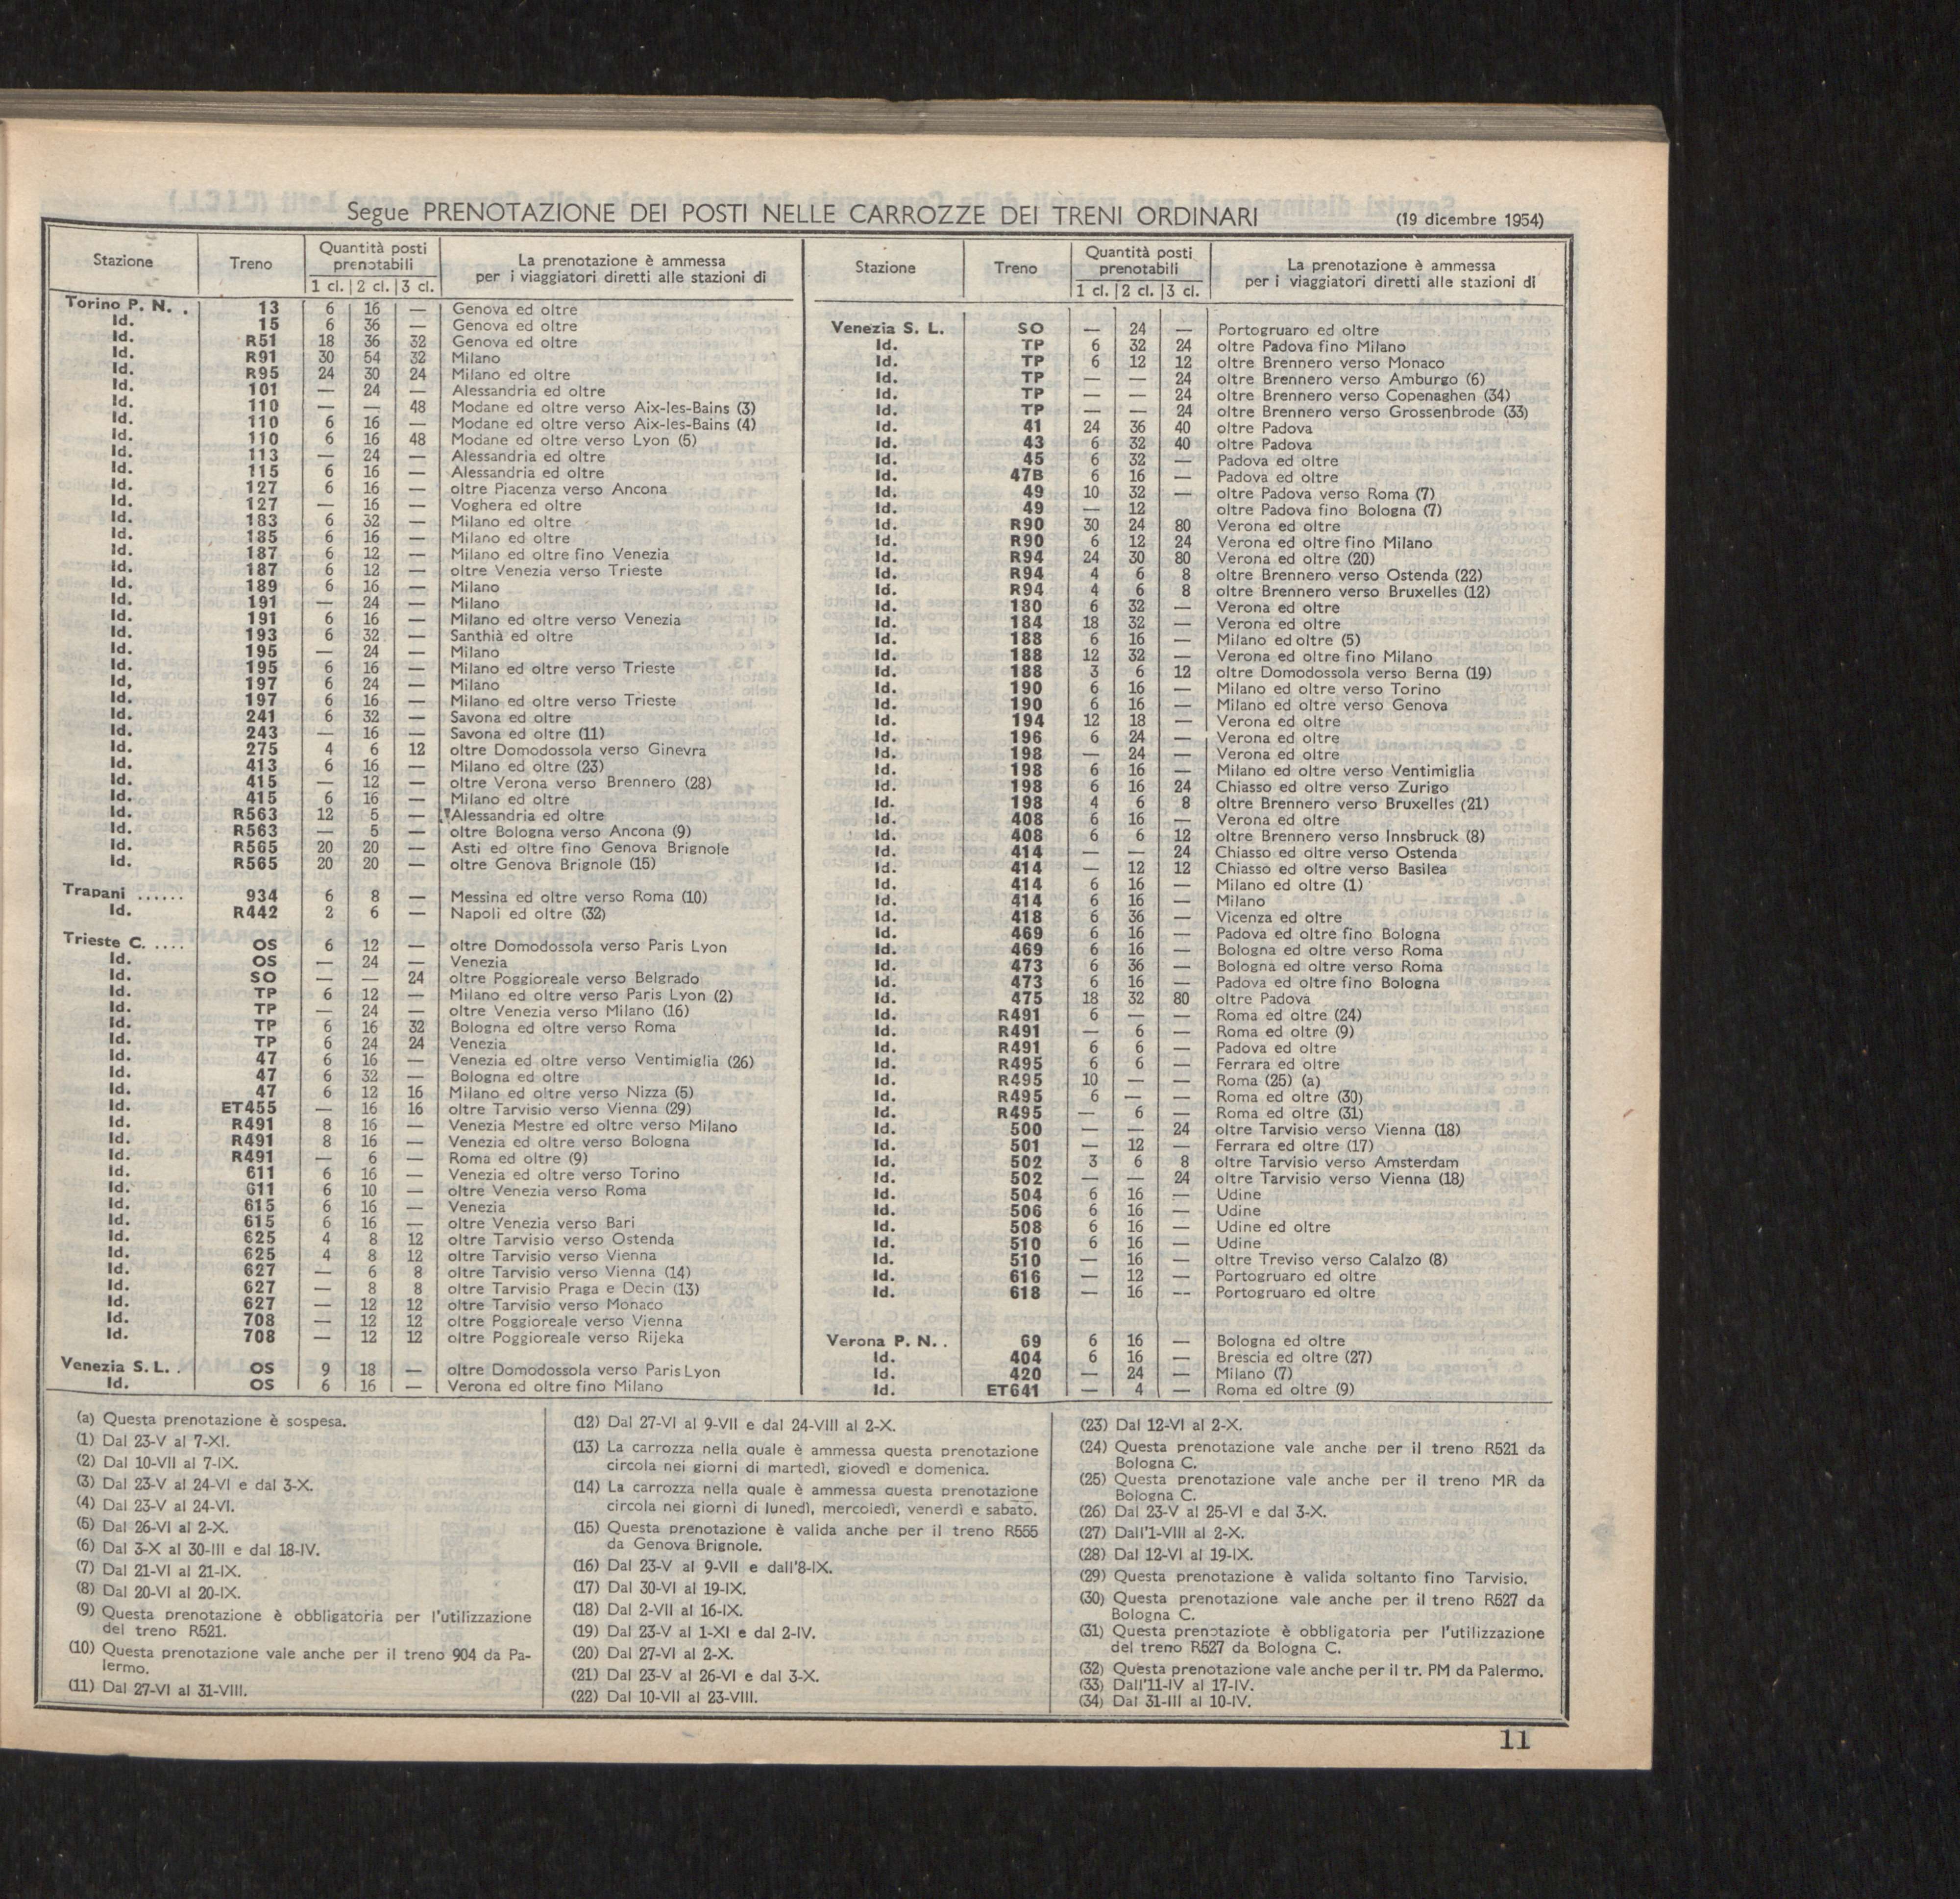 Segue PRENOTAZIONE DEI POSTI NELLE CARROZZE DEI TRENI ORDINARI (19 dicembre 1954)
Stazione Treno Quantità posti prenotabili 1 cl. 2 cl. 3 cl. La prenotazione è ammessa per i viaggiatori diretti alle stazioni di
Torino P. N. . 13 6 16 — Genova ed oltre
Id. 15 6 36 — Genova ed oltre
Id. R51 18 36 32 Genova ed oltre
Id. R91 30 54 32 Milano
Id. R95 24 30 24 Milano ed oltre
Id. 101 — 24 — Alessandria ed oltre
Id. 110 — — 48 Modane ed oltre verso Aix-les-Bains (3)
Id. 110 6 16 — Modane ed oltre verso Aix-les-Bains (4)
Id. 110 6 16 48 Modane ed oltre verso Lyon (5)
Id. 113 — 24 — Alessandria ed oltre
Id. 115 6 16 — Alessandria ed oltre
Id. 127 6 16 — oltre Piacenza verso Ancona
Id. 127 — 16 — Voghera ed oltre
Id. 183 6 32 — Milano ed oltre
Id. 185 6 16 — Milano ed oltre
Id. 187 6 12 — Milano ed oltre fino Venezia
Id. 187 6 12 — oltre Venezia verso Trieste
Id. 189 6 16 — Milano
Id. 191 — 24 — Milano
Id. 191 6 16 — Milano ed oltre verso Venezia
Id. 193 6 32 — Santhià ed oltre
Id. 195 — 24 — Milano
Id. 195 6 16 — Milano ed oltre verso Trieste
Id, 197 6 24 — Milano
Id. 197 6 16 — Milano ed oltre verso Trieste
Id. 241 6 32 — Savona ed oltre
Id. 243 — 16 — Savona ed oltre (11)
Id. 275 4 6 12 oltre Domodossola verso Ginevra
Id. 413 6 16 — Milano ed oltre (23)
Id. 415 — 12 — oltre Verona verso Brennero (28)
Id. 415 6 16 — Milano ed oltre
Id. R563 12 5 — Alessandria ed oltre
Id. R563 — 5 — oltre Bologna verso Ancona (9)
Id. R565 20 20 — Asti ed oltre fino Genova Brignole
Id. R565 20 20 — oltre Genova Brignole (15)
Trapani ...... 934 6 8 — Messina ed oltre verso Roma (10)
Id. R442 2 6 — Napoli ed oltre (32)
Trieste C. .... OS 6 12 — oltre Domodossola verso Paris Lyon
Id. OS — 24 — Venezia
Id. SO — — 24 oltre Poggioreale verso Belgrado
Id. TP 6 12 — Milano ed oltre verso Paris Lyon (2)
Id. TP — 24 — oltre Venezia verso Milano (16)
Id. TP 6 16 32 Bologna ed oltre verso Roma
Id. TP 6 24 24 Venezia
Id. 47 6 16 — Venezia ed oltre verso Ventimiglia (26)
Id. 47 6 32 — Bologna ed oltre
Id. 47 6 12 16 Milano ed oltre verso Nizza (5)
Id. ET455 — 16 16 oltre Tarvisio verso Vienna (29)
Id. R491 8 16 — Venezia Mestre ed oltre verso Milano
Id. R491 8 16 — Venezia ed oltre verso Bologna
Id. R491 — 6 — Roma ed oltre (9)
Id. 611 6 16 — Venezia ed oltre verso Torino
Id. 611 6 10 — oltre Venezia verso Roma
Id. 615 6 16 — Venezia
Id. 615 6 16 — oltre Venezia verso Bari
Id. 625 4 8 12 oltre Tarvisio verso Ostenda
Id. 625 4 8 12 oltre Tarvisio verso Vienna
Id. 627 — 6 8 oltre Tarvisio verso Vienna (14)
Id. 627 — 8 8 oltre Tarvisio Praga e Decin (13)
Id. 627 — 12 12 oltre Tarvisio verso Monaco
Id. 708 — 12 12 oltre Poggioreale verso Vienna
Id. 708 — 12 12 oltre Poggioreale verso Rijeka
Venezia S. L. . OS 9 18 — oltre Domodossola verso Paris Lyon
Id. OS 6 16 — Verona ed oltre fino Milano
Stazione Treno Quantità posti prenotabili 1 cl. 2 cl. 3 cl. La prenotazione è ammessa per i viaggiatori diretti alle stazioni di
Venezia S. L. SO — 24 — Portogruaro ed oltre
Id. TP 6 32 24 oltre Padova fino Milano
Id. TP 6 12 12 oltre Brennero verso Monaco
Id. TP — — 24 oltre Brennero verso Amburgo (6)
Id. TP — — 24 oltre Brennero verso Copenaghen (34)
Id. TP — — 24 oltre Brennero verso Grossenbrode (33)
Id. 41 24 36 40 oltre Padova
Id. 43 6 32 40 oltre Padova
Id. 45 6 32 — Padova ed oltre
Id. 47B 6 16 — Padova ed oltre
Id. 49 10 32 — oltre Padova verso Roma (7)
Id. 49 — 12 oltre Padova fino Bologna (7)
Id. R90 30 24 80 Verona ed oltre
Id. R90 6 12 24 Verona ed oltre fino Milano
Id. R94 24 30 80 Verona ed oltre (20)
Id. R94 4 6 8 oltre Brennero verso Ostenda (22)
Id. R94 4 6 8 oltre Brennero verso Bruxelles (12)
Id. 180 6 32 — Verona ed oltre
Id. 184 18 32 — Verona ed oltre
Id. 188 6 16 — Milano ed oltre (5)
Id. 188 12 32 — Verona ed oltre fino Milano
Id. 188 3 6 12 oltre Domodossola verso Berna (19)
Id. 190 6 16 — Milano ed oltre verso Torino
Id. 190 6 16 — Milano ed oltre verso Genova
Id. 194 12 18 — Verona ed oltre
Id. 196 6 24 — Verona ed oltre
Id. 198 — 24 — Verona ed oltre
Id. 198 6 16 — Milano ed oltre verso Ventimiglia
Id. 198 6 16 24 Chiasso ed oltre verso Zurigo
Id. 198 4 6 8 oltre Brennero verso Bruxelles (21)
Id. 408 6 16 — Verona ed oltre
Id. 408 6 6 12 oltre Brennero verso Innsbruck (8)
Id. 414 — — 24 Chiasso ed oltre verso Ostenda
Id. 414 — 12 12 Chiasso ed oltre verso Basilea
Id. 414 6 16 — Milano ed oltre (1)
Id. 414 6 16 — Milano
Id. 418 6 36 — Vicenza ed oltre
Id. 469 6 16 — Padova ed oltre fino Bologna
Id. 469 6 16 — Bologna ed oltre verso Roma
Id. 473 6 36 — Bologna ed oltre verso Roma
Id. 473 6 16 — Padova ed oltre fino Bologna
Id. 475 18 32 80 oltre Padova
Id. R491 6 — — Roma ed oltre (24)
Id. R491 — 6 — Roma ed oltre (9)
Id. R491 6 6 — Padova ed oltre
Id. R495 6 6 — Ferrara ed oltre
Id. R495 10 — — Roma (25) (a)
Id. R495 6 — — Roma ed oltre (30)
Id. R495 — 6 — Roma ed oltre (31)
Id. 500 — — 24 oltre Tarvisio verso Vienna (18)
Id. 501 — 12 — Ferrara ed oltre (17)
Id. 502 3 6 8 oltre Tarvisio verso Amsterdam
Id. 502 — — 24 oltre Tarvisio verso Vienna (18)
Id. 504 6 16 — Udine
Id. 506 6 16 — Udine
Id. 508 6 16 — Udine ed oltre
Id. 510 6 16 — Udine
Id. 510 — 16 — oltre Treviso verso Calalzo (8)
Id. 616 — 12 — Portogruaro ed oltre
Id. 618 — 16 -- Portogruaro ed oltre
Verona P. N. . 69 6 16 — Bologna ed oltre
Id. 404 6 16 — Brescia ed oltre (27)
Id. 420 — 24 — Milano (7)
Id. ET641 — 4 — Roma ed oltre (9)
(a) Questa prenotazione è sospesa.
(1) Dal 23-V al 7-XI.
(2) Dal 10-VII al 7-IX.
(3) Dal 23-V al 24-VI e dal 3-X.
(4) Dal 23-V al 24-VI.
(5) Dal 26-VI al 2-X.
(6) Dal 3-X al 30-III e dal 18-IV.
(7) Dal 21-VI al 21-IX.
(8) Dal 20-VI al 20-IX.
(9) Questa prenotazione è obbligatoria per l'utilizzazione
del treno R521.
(10) Questa prenotazione vale anche per il treno 904 da Pa-
lermo.
(11) Dal 27-VI al 31-VIII.
(12) Dal 27-VI al 9-VII e dal 24-VIII al 2-X.
(13) La carrozza nella quale è ammessa questa prenotazione
circola nei giorni di martedì, giovedì e domenica.
(14) La carrozza nella quale è ammessa questa prenotazione
circola nei giorni di lunedì, mercoledì, venerdì e sabato.
(15) Questa prenotazione è valida anche per il treno R555
da Genova Brignole.
(16) Dal 23-V al 9-VII e dall'8-IX.
(17) Dal 30-VI al 19-IX.
(18) Dal 2-VII al 16-IX.
(19) Dal 23-V al 1-XI e dal 2-IV.
(20) Dal 27-VI al 2-X.
(21) Dal 23-V al 26-VI e dal 3-X.
(22) Dal 10-VII al 23-VIII.
(23) Dal 12-VI al 2-X.
(24) Questa prenotazione vale anche per il treno R521 da
Bologna C.
(25) Questa prenotazione vale anche per il treno MR da
Bologna C.
(26) Dal 23-V al 25-VI e dal 3-X.
(27) Dall'1-VIII al 2-X.
(28) Dal 12-VI al 19-IX.
(29) Questa prenotazione è valida soltanto fino Tarvisio.
(30) Questa prenotazione vale anche per il treno R527 da
Bologna C.
(31) Questa prenotaziote è obbligatoria per l'utilizzazione
del treno R527 da Bologna C.
(32) Questa prenotazione vale anche per il tr. PM da Palermo.
(33) Dall'11-IV al 17-IV.
(34) Dal 31-III al 10-IV.
11